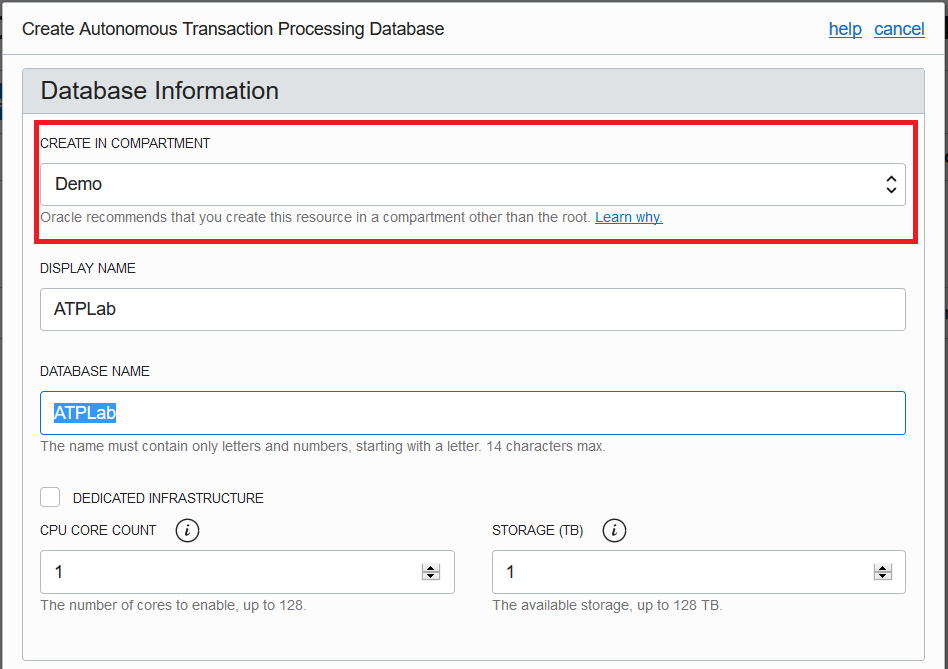 Create Autonomous Transaction Processing Database help cancel
Database Information
CREATE IN COMPARTMENT
Demo
Oracle recommends that you create this resource in a compartment other than the root. Learn why.
DISPLAY NAME
ATPLab
DATABASE NAME
ATPLab
The name must contain only letters and numbers, starting with a letter. 14 characters max.
DEDICATED INFRASTRUCTURE
CPU CORE COUNT i STORAGE (TB) i
1 1
The number of cores to enable, up to 128. The available storage, up to 128 TB.